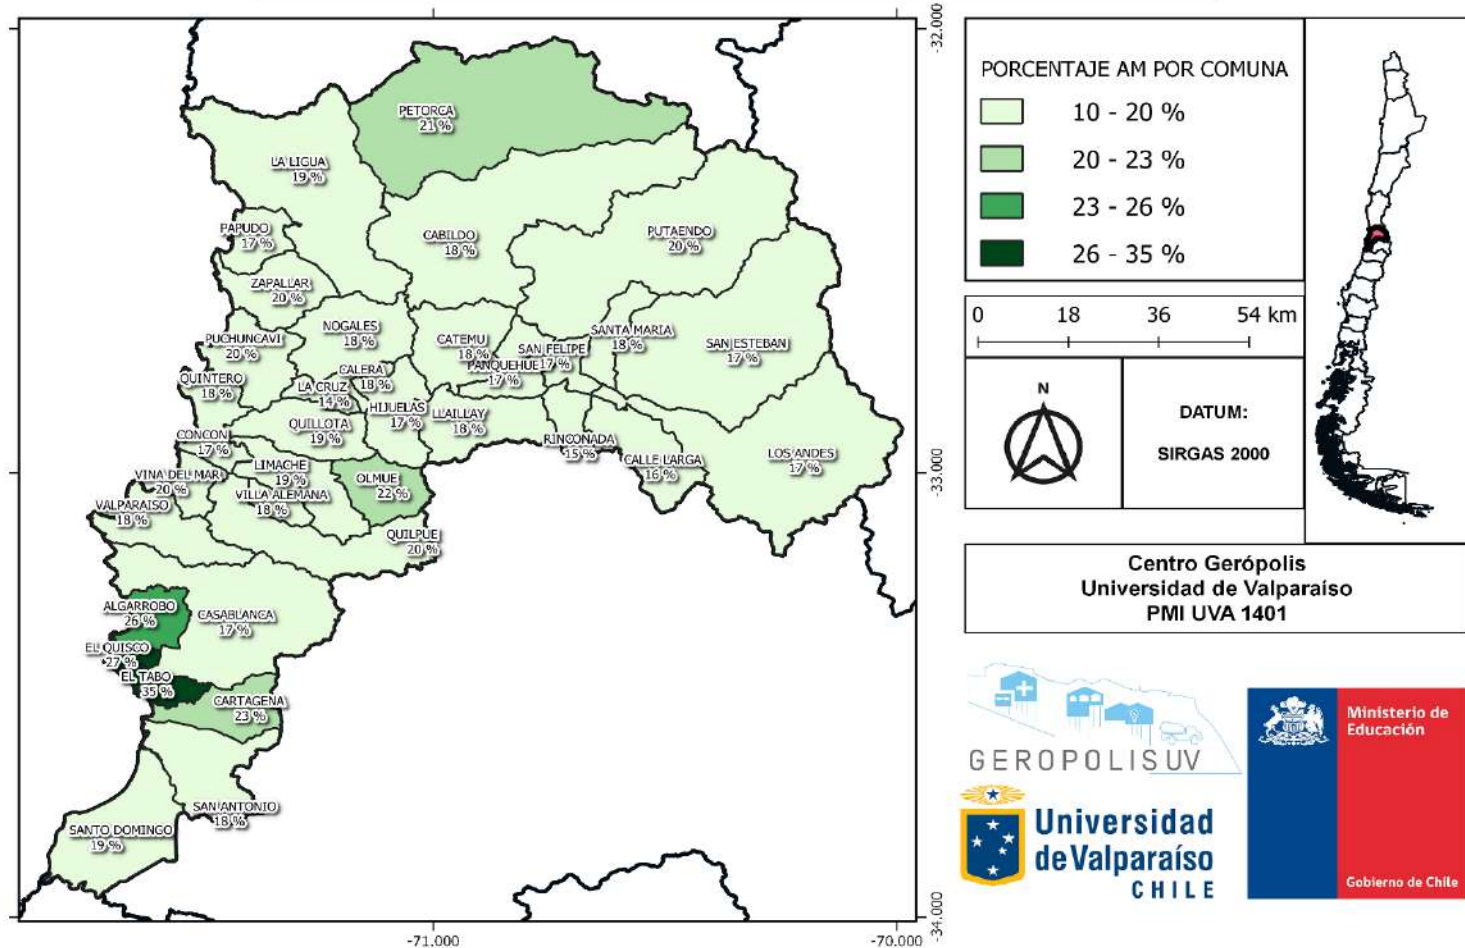 PETORCA
21 %
LA LIGUA
19 %
PAPUDO
17 %
CABILDO
18 %
PUTAENDO
20 %
ZAPALLAR
20 %
NOGALES
18 %
PUCHUNCAVI
20 %
CATEMU
18 %
SANTA MARIA
18 %
SAN FELIPE
17 %
SAN ESTEBAN
17 %
PANQUEHUE
17 %
CALERA
18 %
QUINTERO
18 %
LA CRUZ
14 %
HIJUELAS
17 %
LLAILLAY
18 %
QUILLOTA
19 %
CONCON
17 %
RINCONADA
15 %
CALLE LARGA
16 %
LOS ANDES
17 %
LIMACHE
19 %
VINA DEL MAR
20 %
OLMUE
22 %
VILLA ALEMANA
18 %
VALPARAISO
18 %
QUILPUE
20 %
ALGARROBO
26 %
CASABLANCA
17 %
EL QUISCO
27 %
EL TABO
35 %
CARTAGENA
23 %
SAN ANTONIO
18 %
SANTO DOMINGO
19 %
-71.000
-70.000
-32.000
-33.000
-34.000
PORCENTAJE AM POR COMUNA
10 - 20 %
20 - 23 %
23 - 26 %
26 - 35 %
0 18 36 54 km
N
DATUM:
SIRGAS 2000
Centro Gerópolis
Universidad de Valparaíso
PMI UVA 1401
GEROPOLIS UV
Universidad
de Valparaíso
CHILE
Ministerio de
Educación
Gobierno de Chile